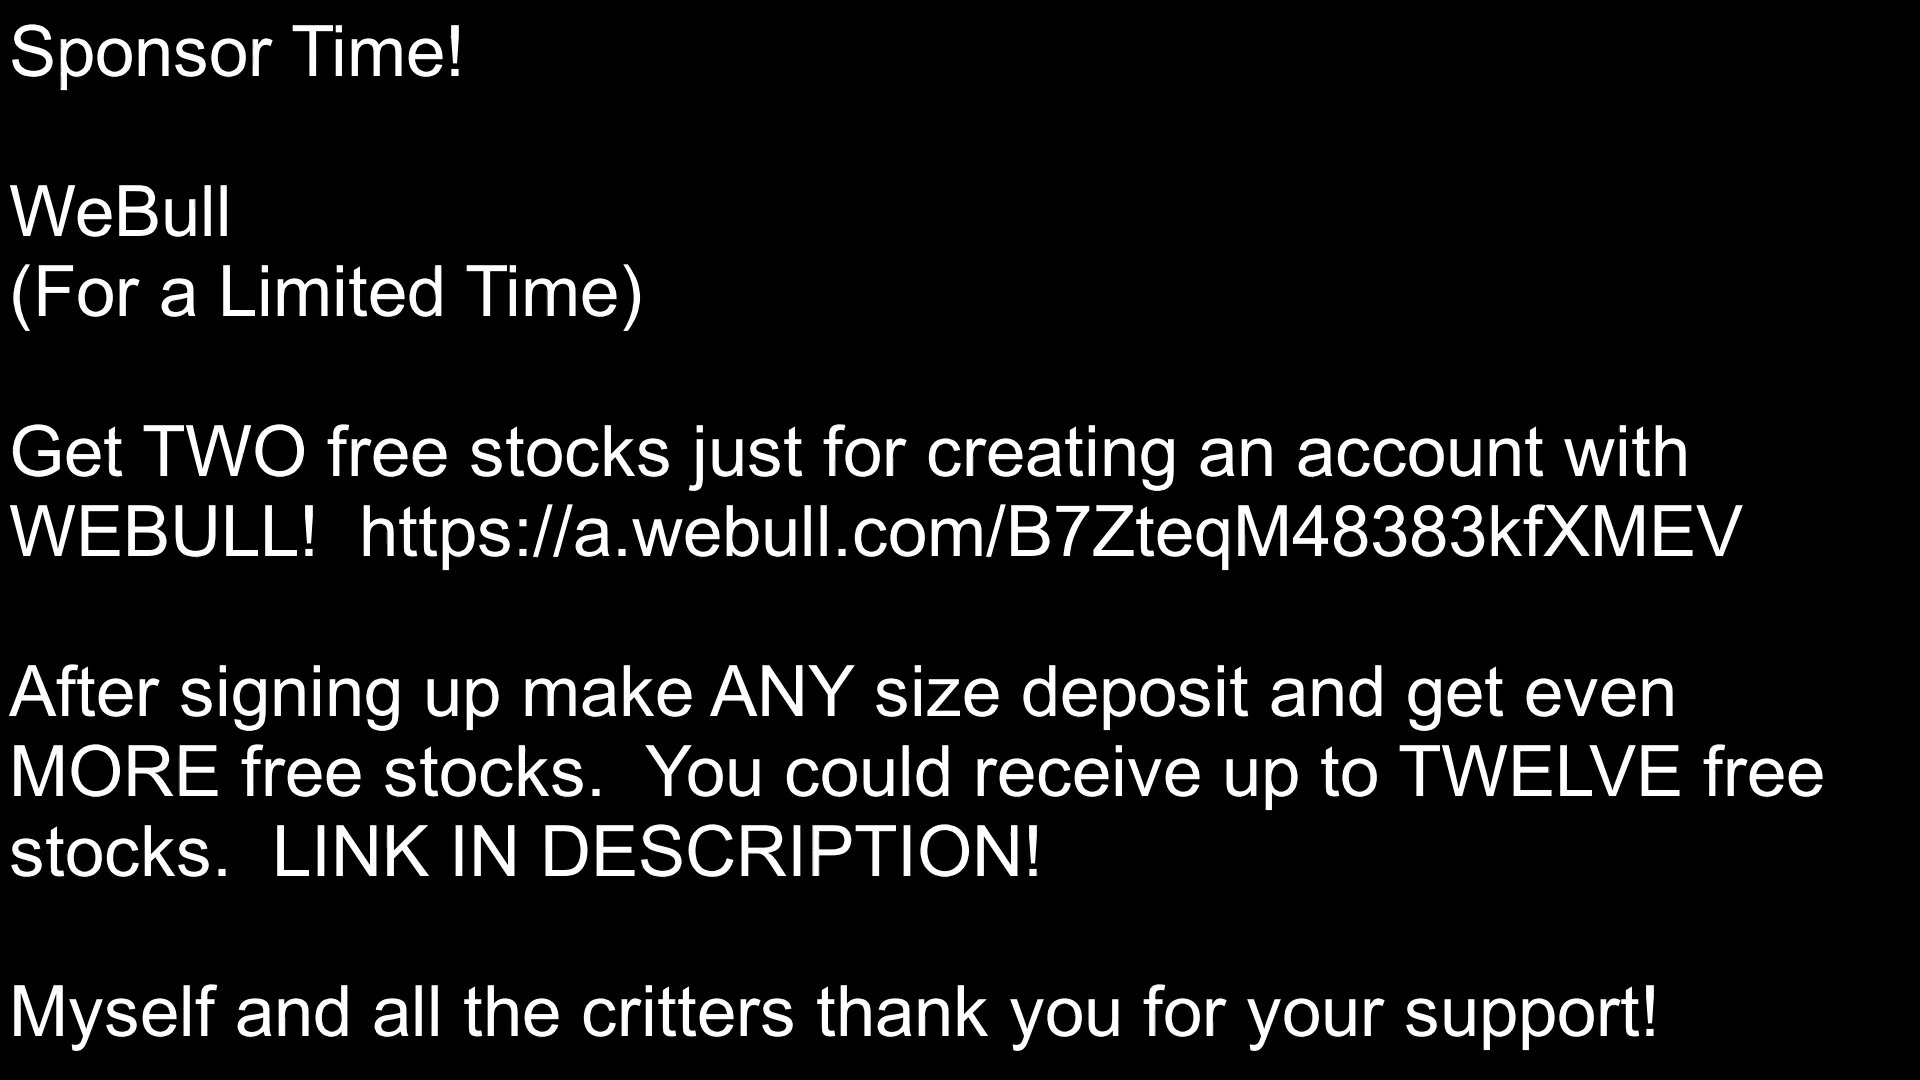 Sponsor Time!
WeBull
(For a Limited Time)
Get TWO free stocks just for creating an account with
WEBULL!  https://a.webull.com/B7ZteqM48383kfXMEV
After signing up make ANY size deposit and get even
MORE free stocks.  You could receive up to TWELVE free
stocks.  LINK IN DESCRIPTION!
Myself and all the critters thank you for your support!